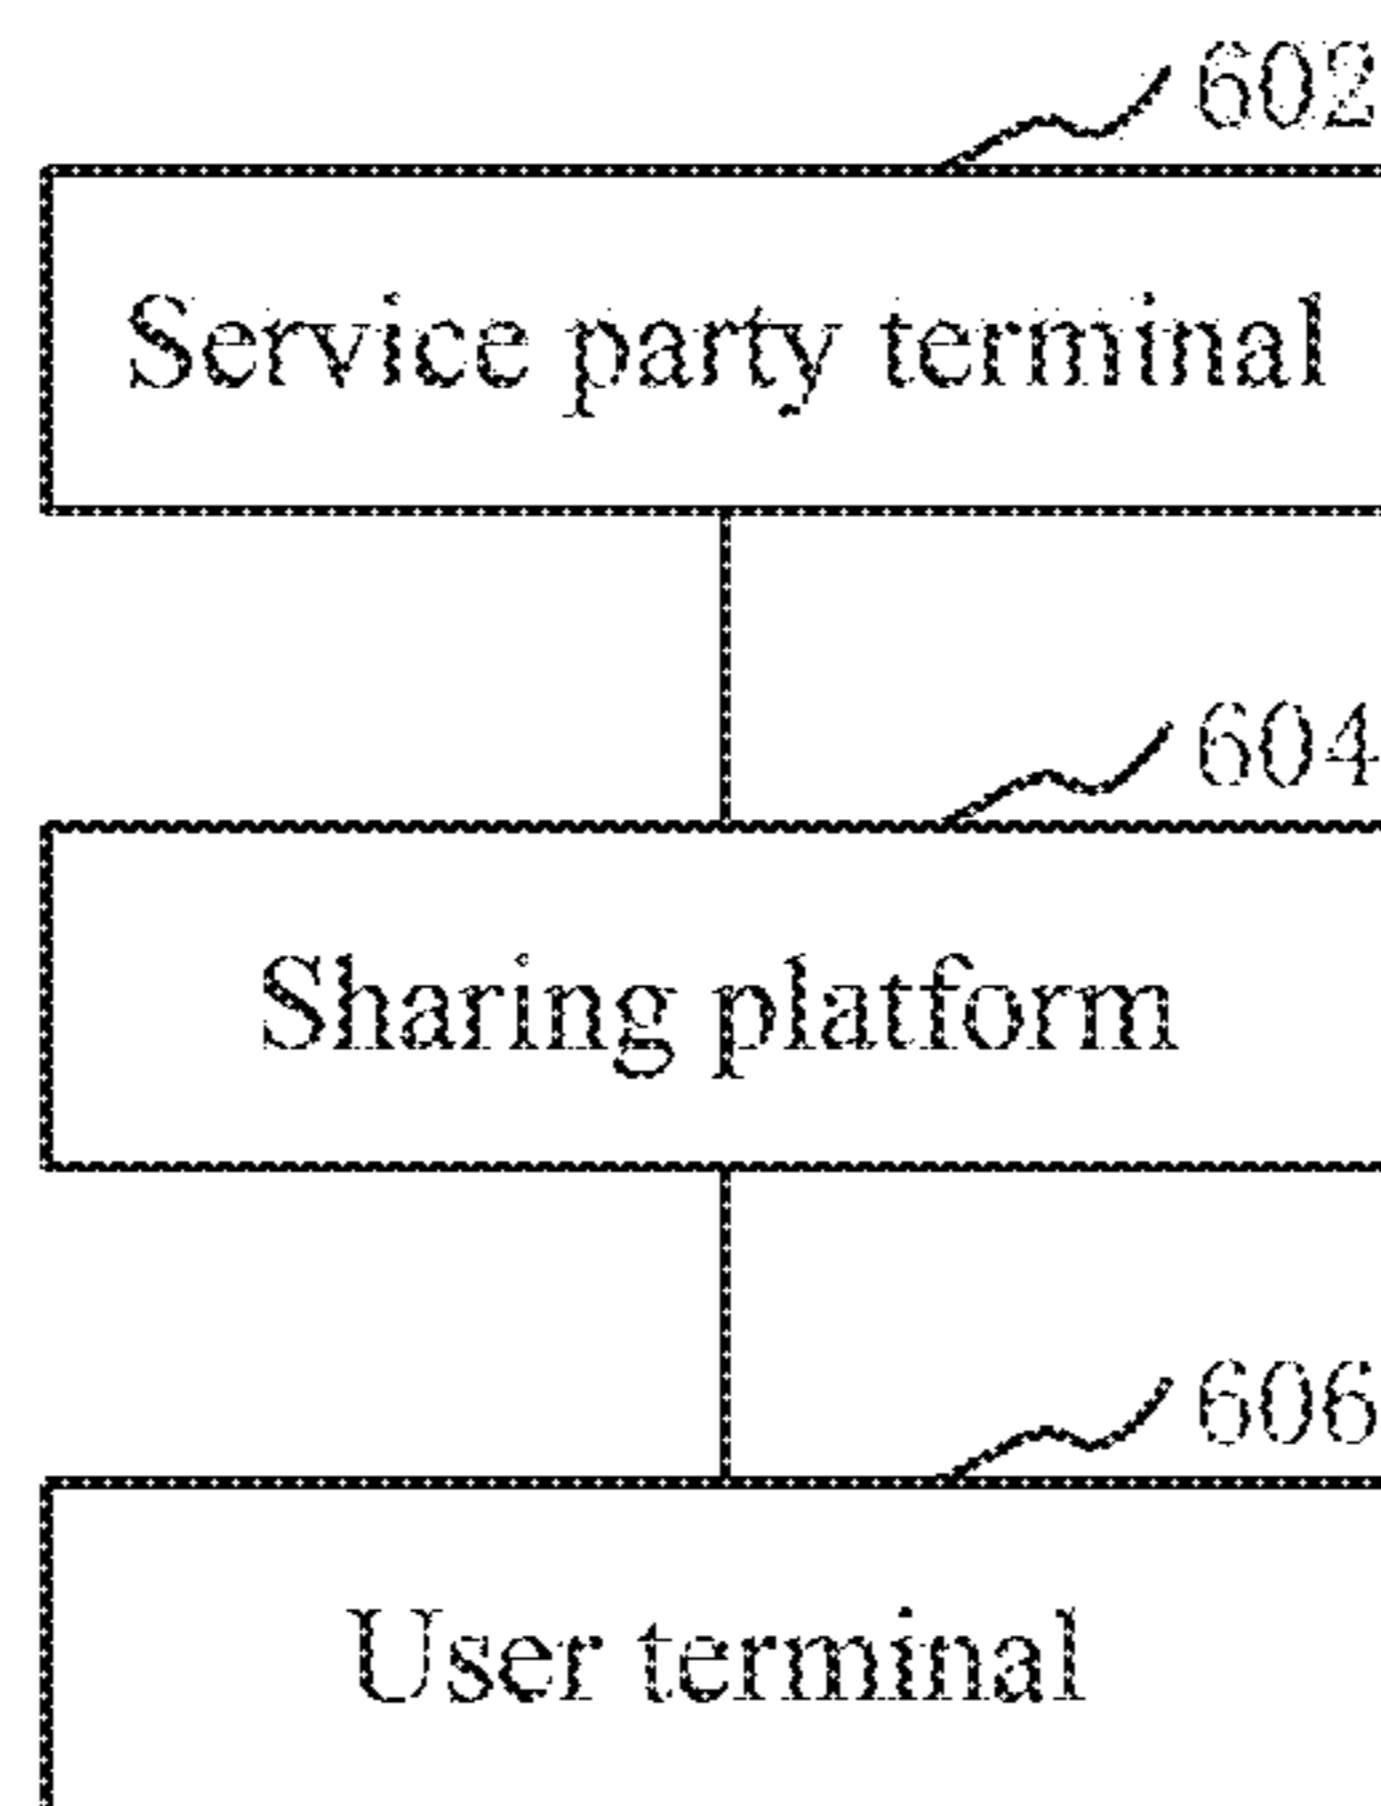 602
Service party terminal
604
Sharing platform
606
User terminal